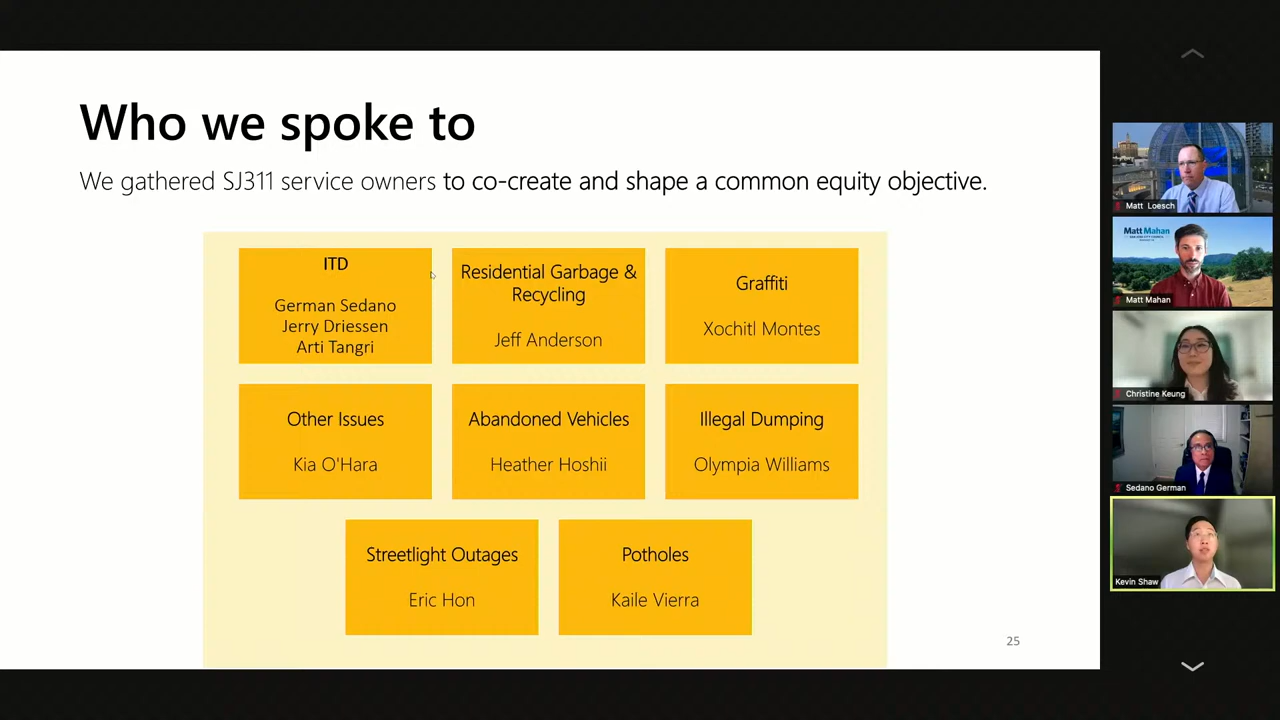 Who we spoke to
We gathered SJ311 service owners to co-create and shape a common equity objective.
ITD
German Sedano
Jerry Driessen
Arti Tangri
Residential Garbage &
Recycling
Jeff Anderson
Graffiti
Xochitl Montes
Other Issues
Kia O'Hara
Abandoned Vehicles
Heather Hoshii
Illegal Dumping
Olympia Williams
Streetlight Outages
Eric Hon
Potholes
Kaile Vierra
25
Matt Loesch
Matt Mahan
Matt Mahan
Christine Keung
Sedano German
Kevin Shaw